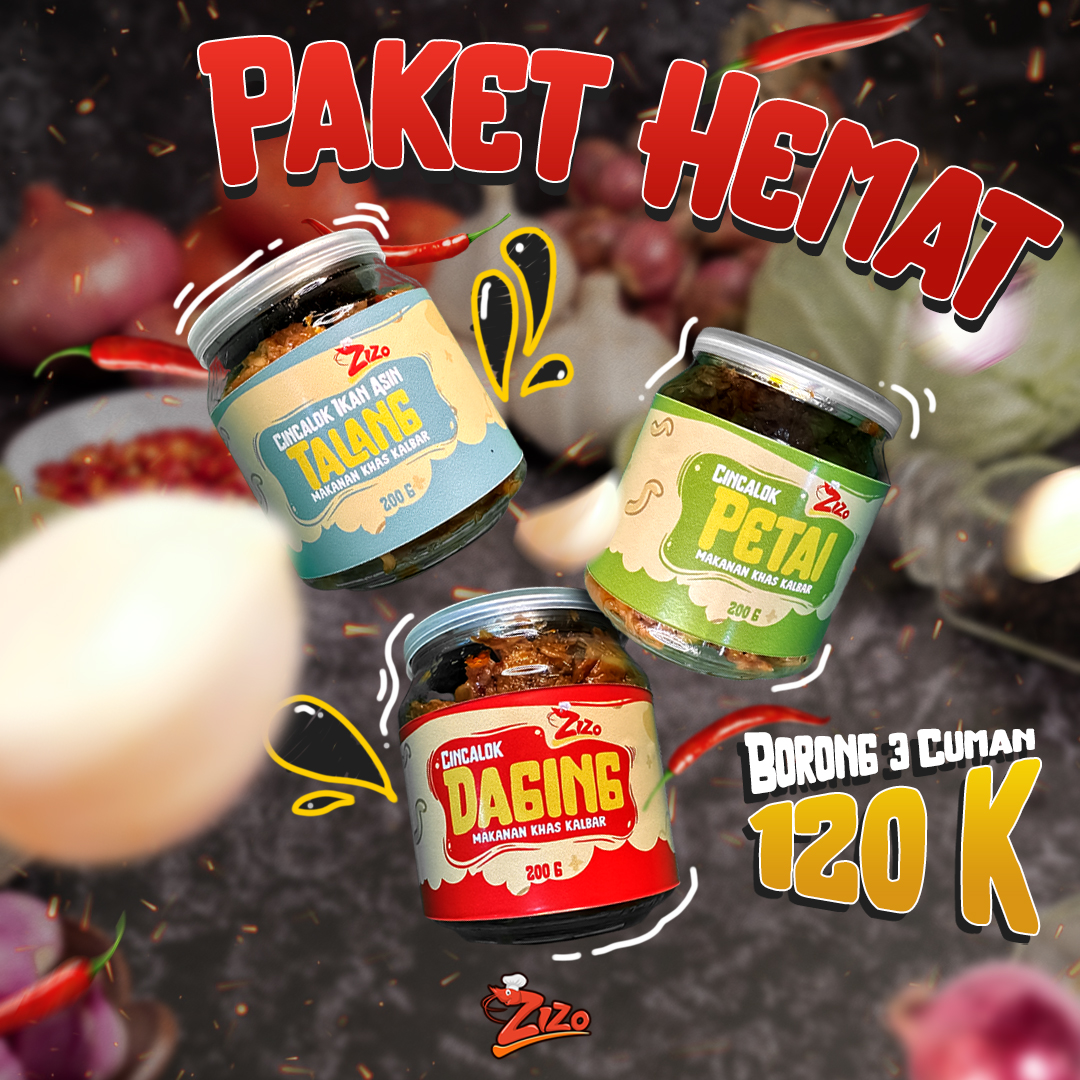 PAKET HEMAT
ZIZO
CINCALOK IKAN ASIN
TALANG
MAKANAN KHAS KALBAR
200 G
ZIZO
CINCALOK
PETAI
MAKANAN KHAS KALBAR
200 G
ZIZO
CINCALOK
DAGING
MAKANAN KHAS KALBAR
200 G
BORONG 3 CUMAN
120 K
ZIZO